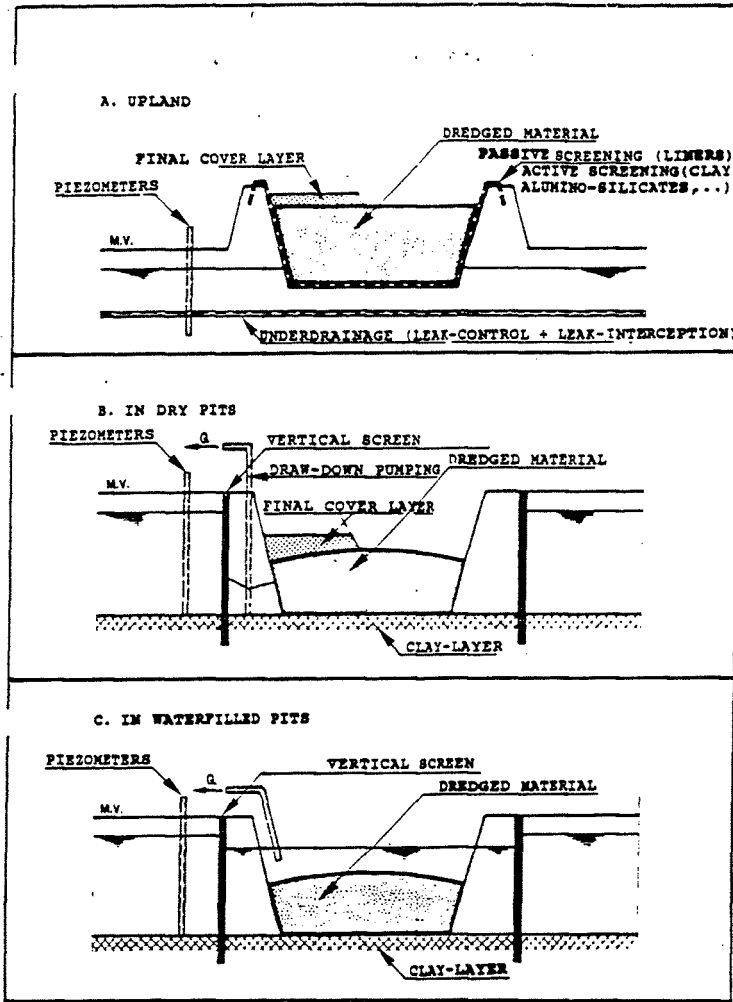 A. UPLAND
DREDGED MATERIAL
FINAL COVER LAYER
PASSIVE SCREENING (LINERS)
ACTIVE SCREENING(CLAY
ALUMINO-SILICATES,..)
PIEZOMETERS
M.V.
UNDERDRAINAGE (LEAK-CONTROL + LEAK-INTERCEPTION)
B. IN DRY PITS
PIEZOMETERS
Q
VERTICAL SCREEN
DREDGED MATERIAL
DRAW-DOWN PUMPING
M.V.
FINAL COVER LAYER
CLAY-LAYER
C. IN WATERFILLED PITS
PIEZOMETERS
Q
VERTICAL SCREEN
DREDGED MATERIAL
M.V.
CLAY-LAYER